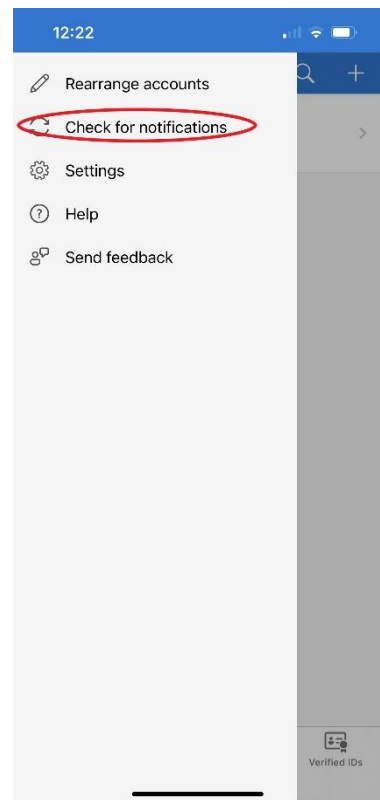 12:22
Rearrange accounts
Check for notifications
Settings
Help
Send feedback
Verified IDs